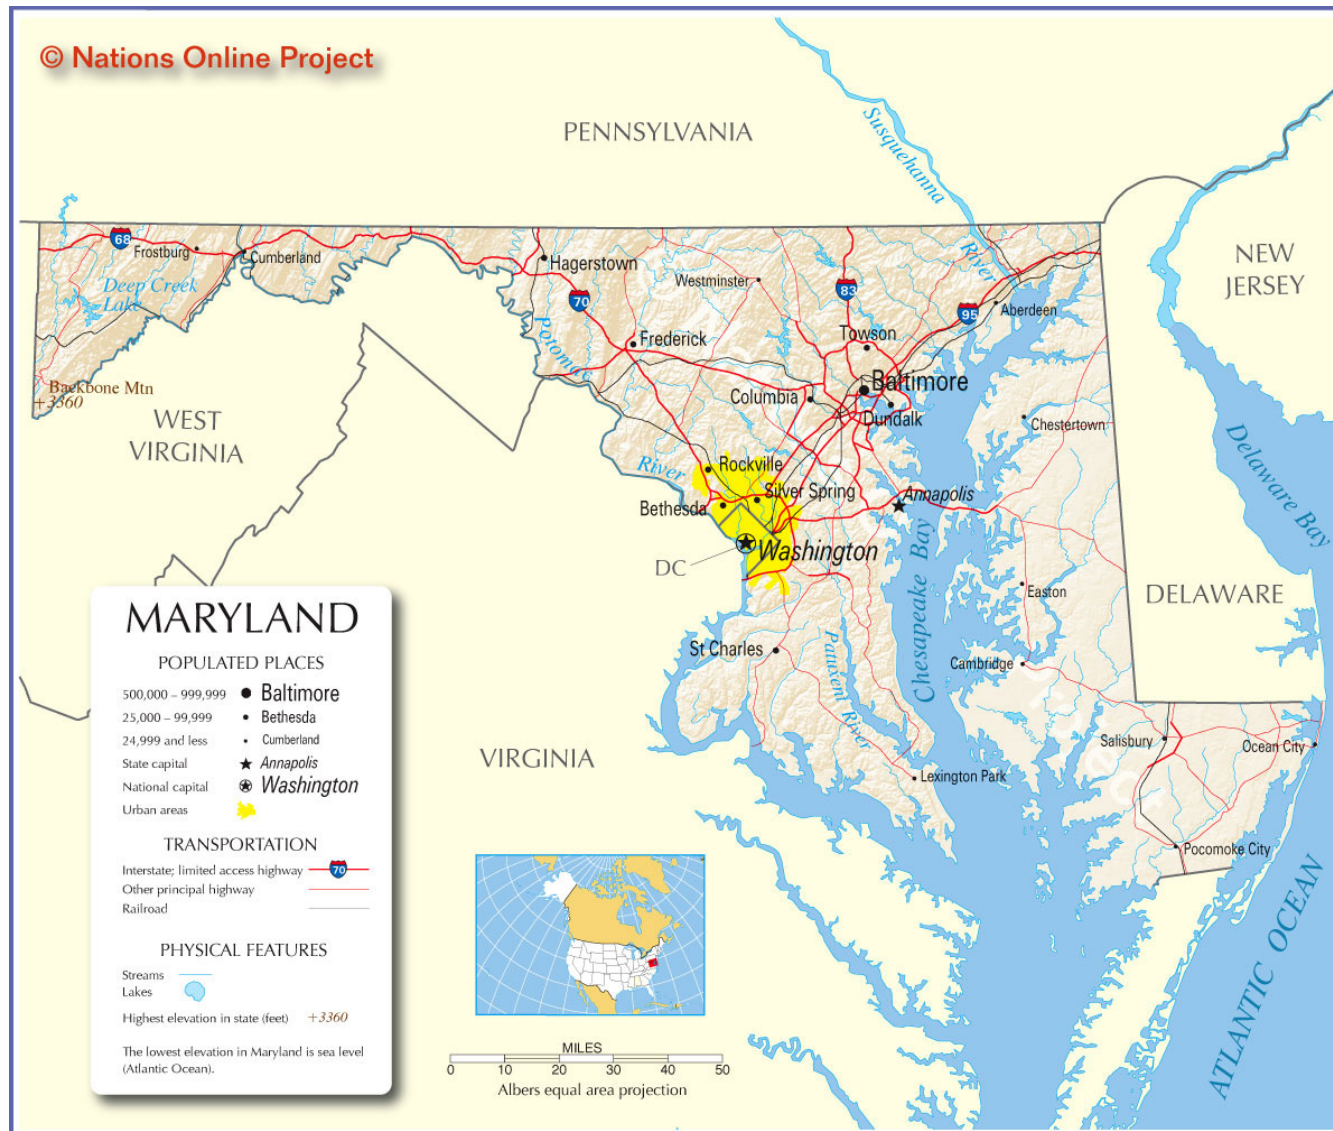 © Nations Online Project
PENNSYLVANIA
Susquehanna
River
NEW
JERSEY
68
Frostburg
Cumberland
Deep Creek
Lake
Hagerstown
70
Westminster
83
95
Aberdeen
Potomac
Frederick
Towson
Backbone Mtn
+3360
WEST
VIRGINIA
Baltimore
Columbia
Dundalk
Chestertown
Delaware Bay
River
Rockville
Silver Spring
Bethesda
Annapolis
Washington
DC
Chesapeake Bay
Easton
DELAWARE
St Charles
Patuxent
River
Cambridge
VIRGINIA
Salisbury
Ocean City
Lexington Park
Pocomoke City
ATLANTIC OCEAN
MARYLAND
POPULATED PLACES
500,000 – 999,999 Baltimore
25,000 – 99,999 Bethesda
24,999 and less Cumberland
State capital Annapolis
National capital Washington
Urban areas
TRANSPORTATION
Interstate; limited access highway 70
Other principal highway
Railroad
PHYSICAL FEATURES
Streams
Lakes
Highest elevation in state (feet) +3360
The lowest elevation in Maryland is sea level
(Atlantic Ocean).
MILES
0 10 20 30 40 50
Albers equal area projection